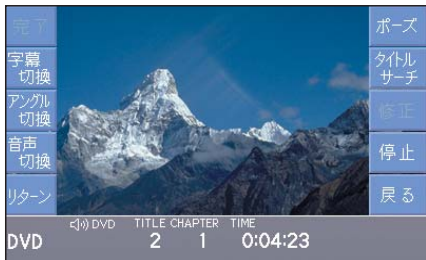 完了
字幕
切換
アングル
切換
音声
切換
リターン
ポーズ
タイトル
サーチ
修正
停止
戻る
DVD
TITLE CHAPTER TIME
2 1 0:04:23
DVD